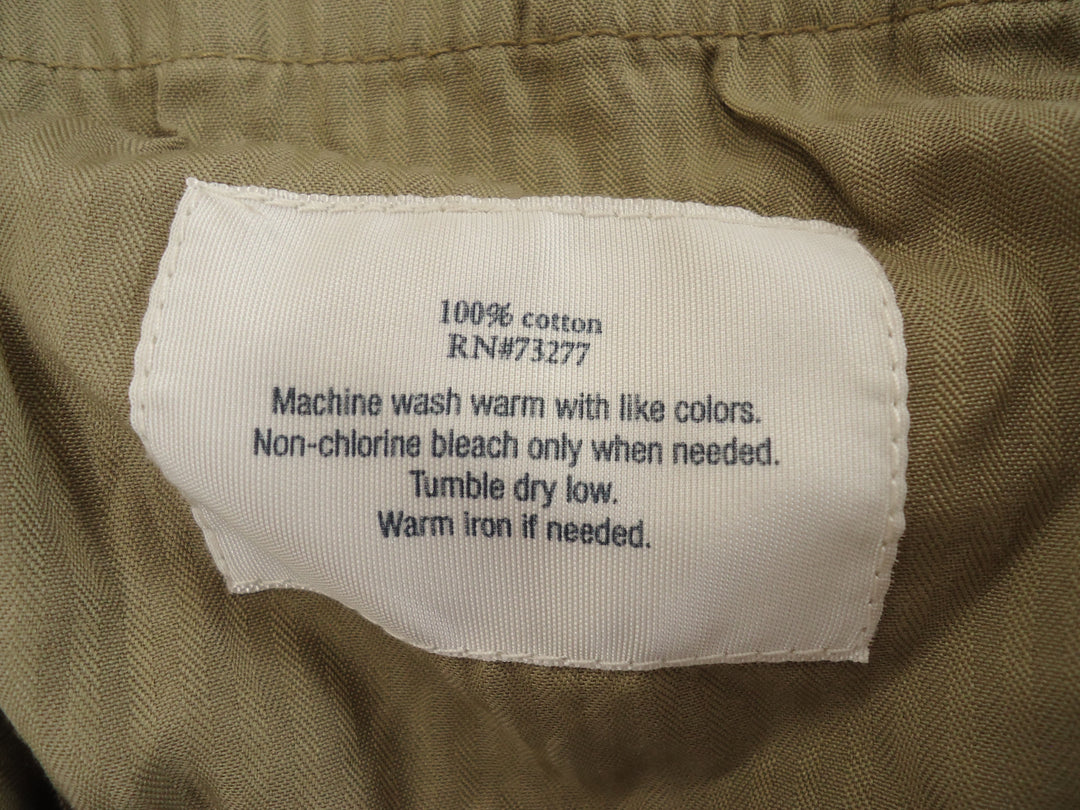 100% cotton
RN#73277
Machine wash warm with like colors.
Non-chlorine bleach only when needed.
Tumble dry low.
Warm iron if needed.